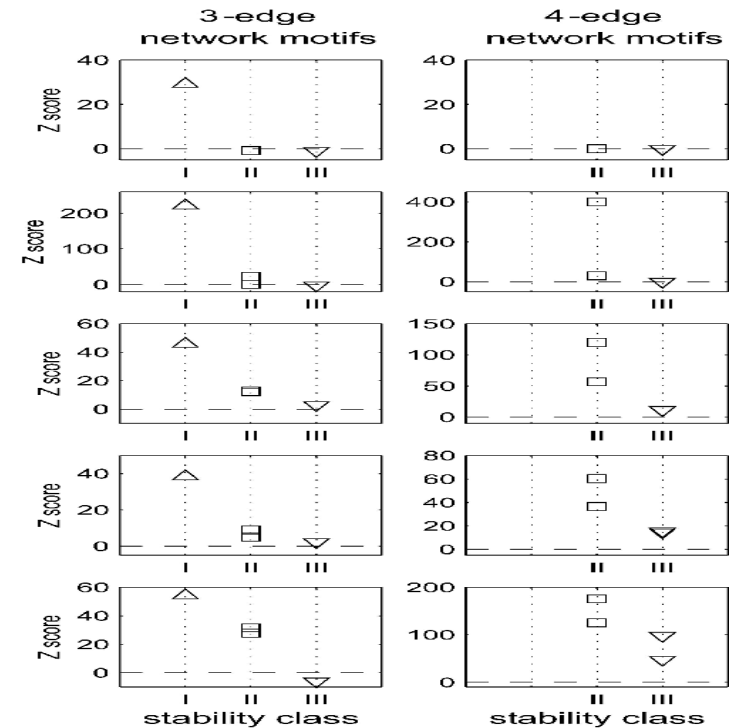 3-edge network motifs
4-edge network motifs
Z score
40
20
0
I II III
40
20
0
II III
Z score
200
100
0
I II III
400
200
0
II III
Z score
60
40
20
0
I II III
150
100
50
0
II III
Z score
40
20
0
I II III
80
60
40
20
0
II III
Z score
60
40
20
0
I II III
200
100
0
II III
stability class
stability class